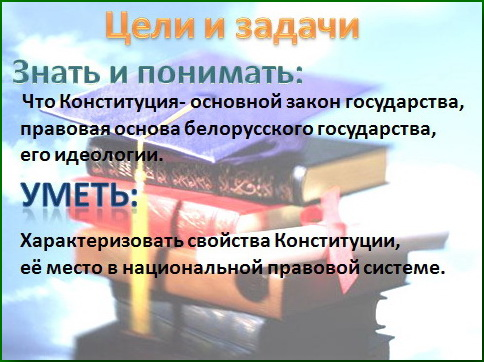 Цели и задачи
Знать и понимать:
Что Конституция- основной закон государства,
правовая основа белорусского государства,
его идеологии.
УМЕТЬ:
Характеризовать свойства Конституции,
её место в национальной правовой системе.